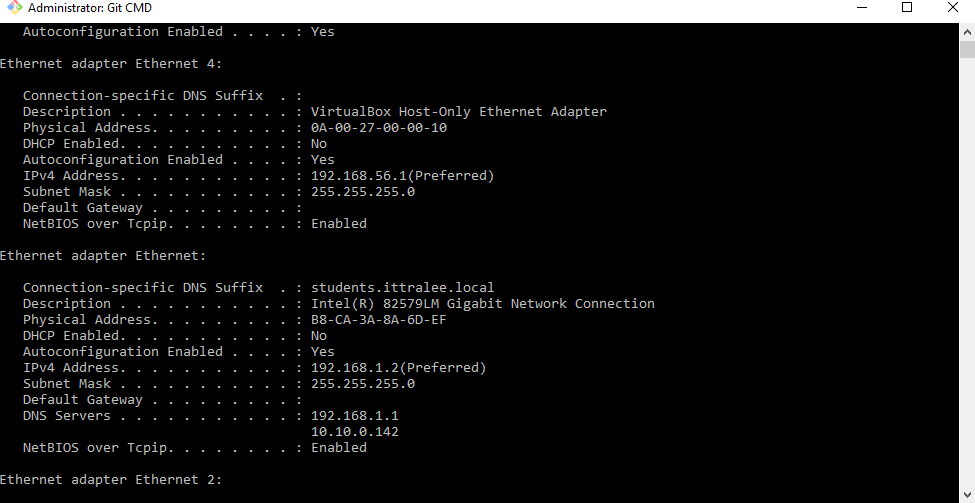 Administrator: Git CMD
Autoconfiguration Enabled . . . . : Yes
Ethernet adapter Ethernet 4:
Connection-specific DNS Suffix  . :
Description . . . . . . . . . . . : VirtualBox Host-Only Ethernet Adapter
Physical Address. . . . . . . . . : 0A-00-27-00-00-10
DHCP Enabled. . . . . . . . . . . : No
Autoconfiguration Enabled . . . . : Yes
IPv4 Address. . . . . . . . . . . : 192.168.56.1(Preferred)
Subnet Mask . . . . . . . . . . . : 255.255.255.0
Default Gateway . . . . . . . . . :
NetBIOS over Tcpip. . . . . . . . : Enabled
Ethernet adapter Ethernet:
Connection-specific DNS Suffix  . : students.ittralee.local
Description . . . . . . . . . . . : Intel(R) 82579LM Gigabit Network Connection
Physical Address. . . . . . . . . : B8-CA-3A-8A-6D-EF
DHCP Enabled. . . . . . . . . . . : No
Autoconfiguration Enabled . . . . : Yes
IPv4 Address. . . . . . . . . . . : 192.168.1.2(Preferred)
Subnet Mask . . . . . . . . . . . : 255.255.255.0
Default Gateway . . . . . . . . . :
DNS Servers . . . . . . . . . . . : 192.168.1.1
10.10.0.142
NetBIOS over Tcpip. . . . . . . . : Enabled
Ethernet adapter Ethernet 2: